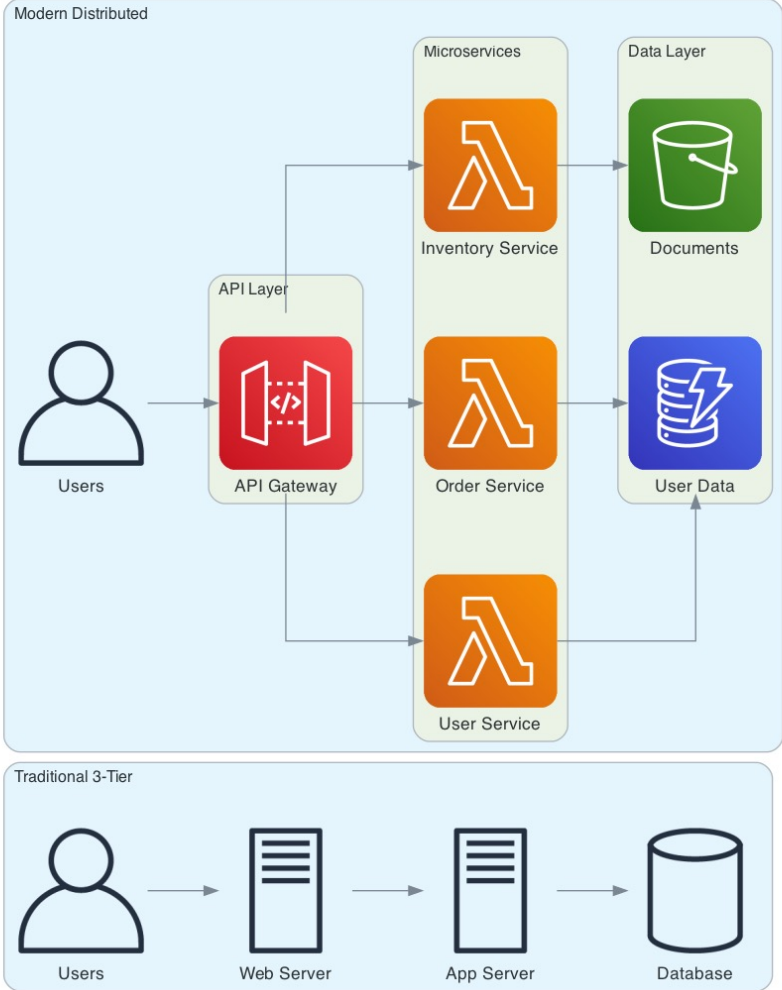 Modern Distributed
Microservices
Data Layer
Inventory Service
Documents
API Layer
</>
Users
API Gateway
Order Service
User Data
User Service
Traditional 3-Tier
Users
Web Server
App Server
Database